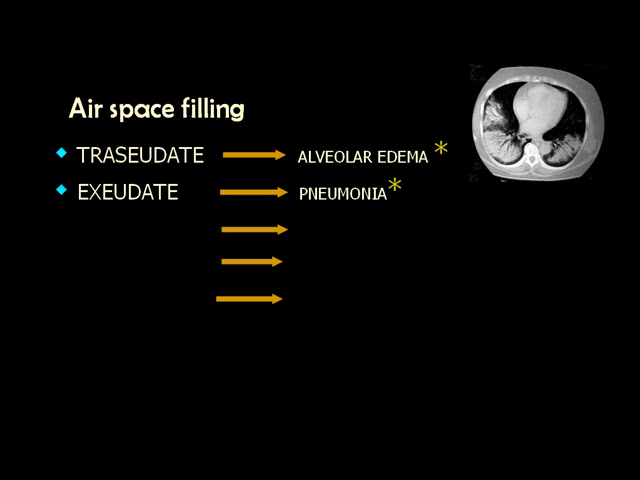 Air space filling
TRASEUDATE ALVEOLAR EDEMA *
EXEUDATE PNEUMONIA*